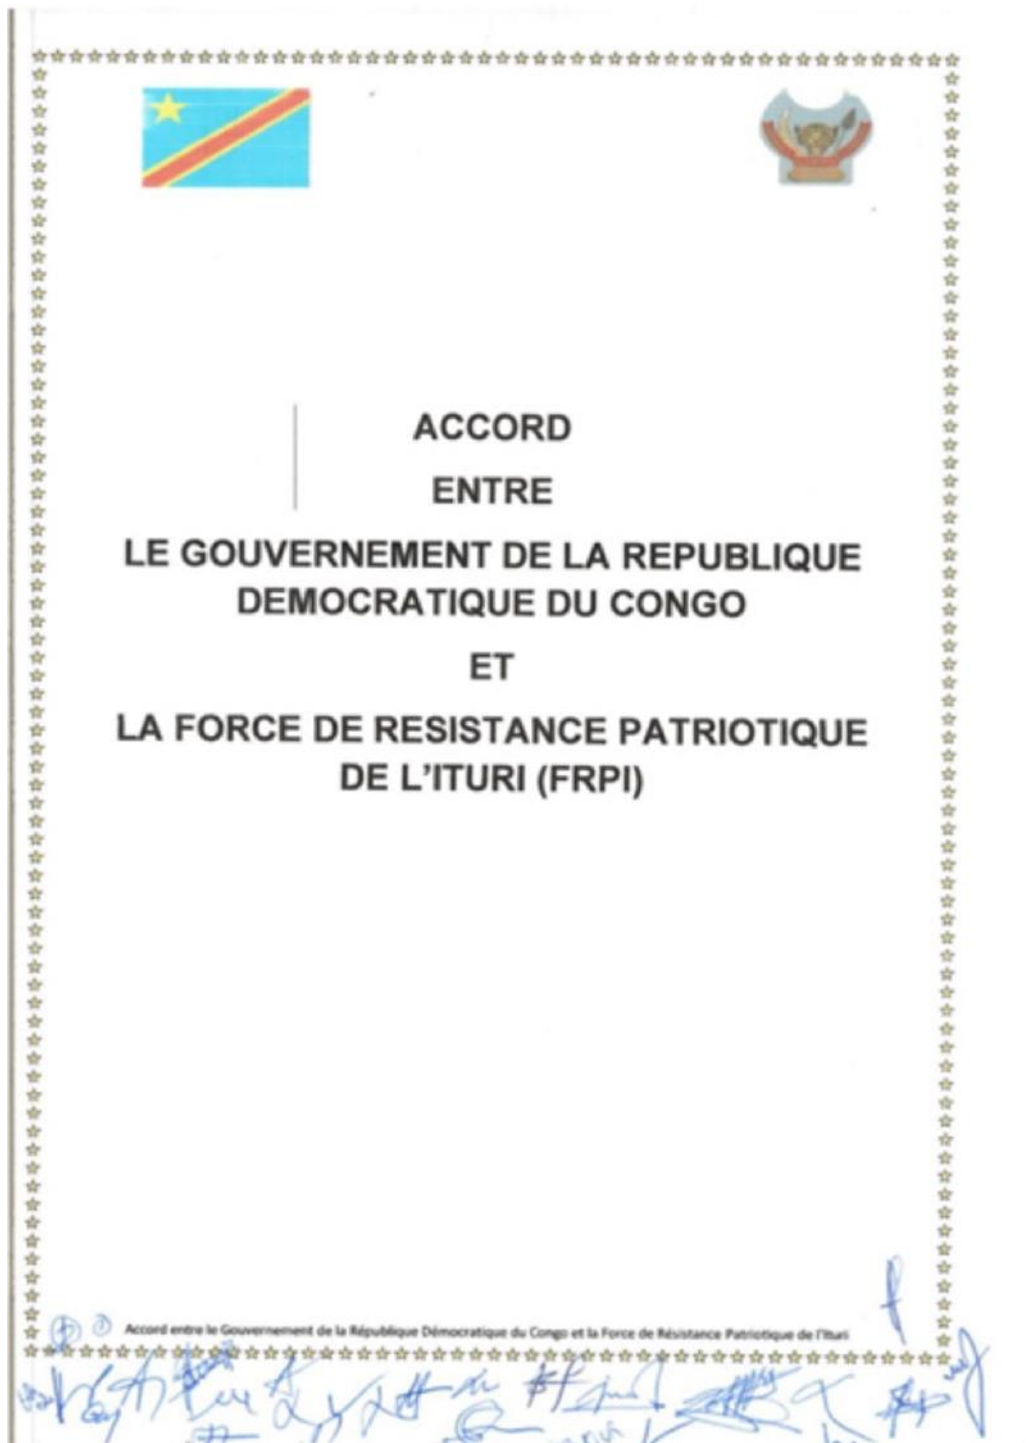 ACCORD
ENTRE
LE GOUVERNEMENT DE LA REPUBLIQUE
DEMOCRATIQUE DU CONGO
ET
LA FORCE DE RESISTANCE PATRIOTIQUE
DE L'ITURI (FRPI)
Accord entre le Gouvernement de la République Démocratique du Congo et la Force de Résistance Patriotique de l'Ituri